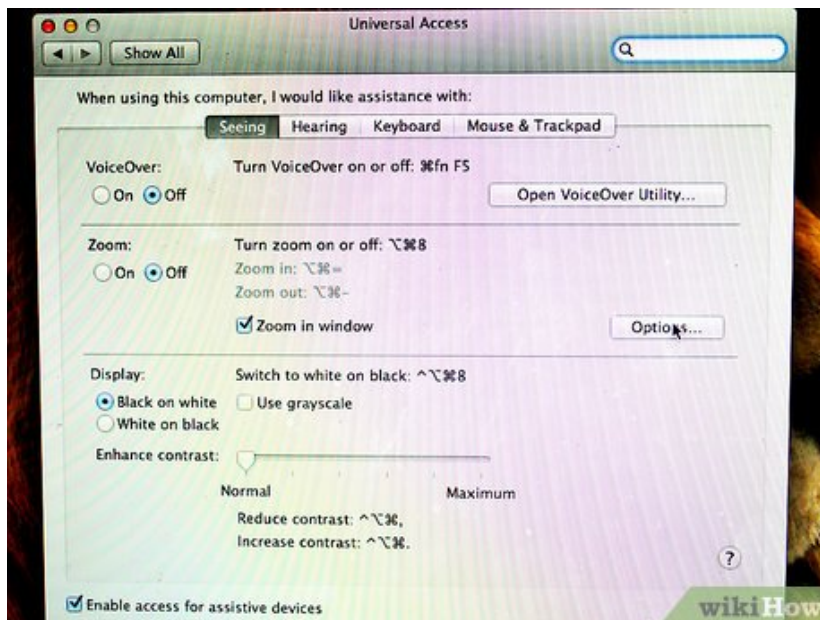 Universal Access
Show All
When using this computer, I would like assistance with:
Seeing Hearing Keyboard Mouse & Trackpad
VoiceOver: Turn VoiceOver on or off: ⌘fn F5
On Off Open VoiceOver Utility...
Zoom: Turn zoom on or off: ⌥⌘8
On Off Zoom in: ⌥⌘=
Zoom out: ⌥⌘-
Zoom in window Options...
Display: Switch to white on black: ^⌥⌘8
Black on white Use grayscale
White on black
Enhance contrast:
Normal Maximum
Reduce contrast: ^⌥⌘,
Increase contrast: ^⌥⌘.
?
Enable access for assistive devices
wikiHow